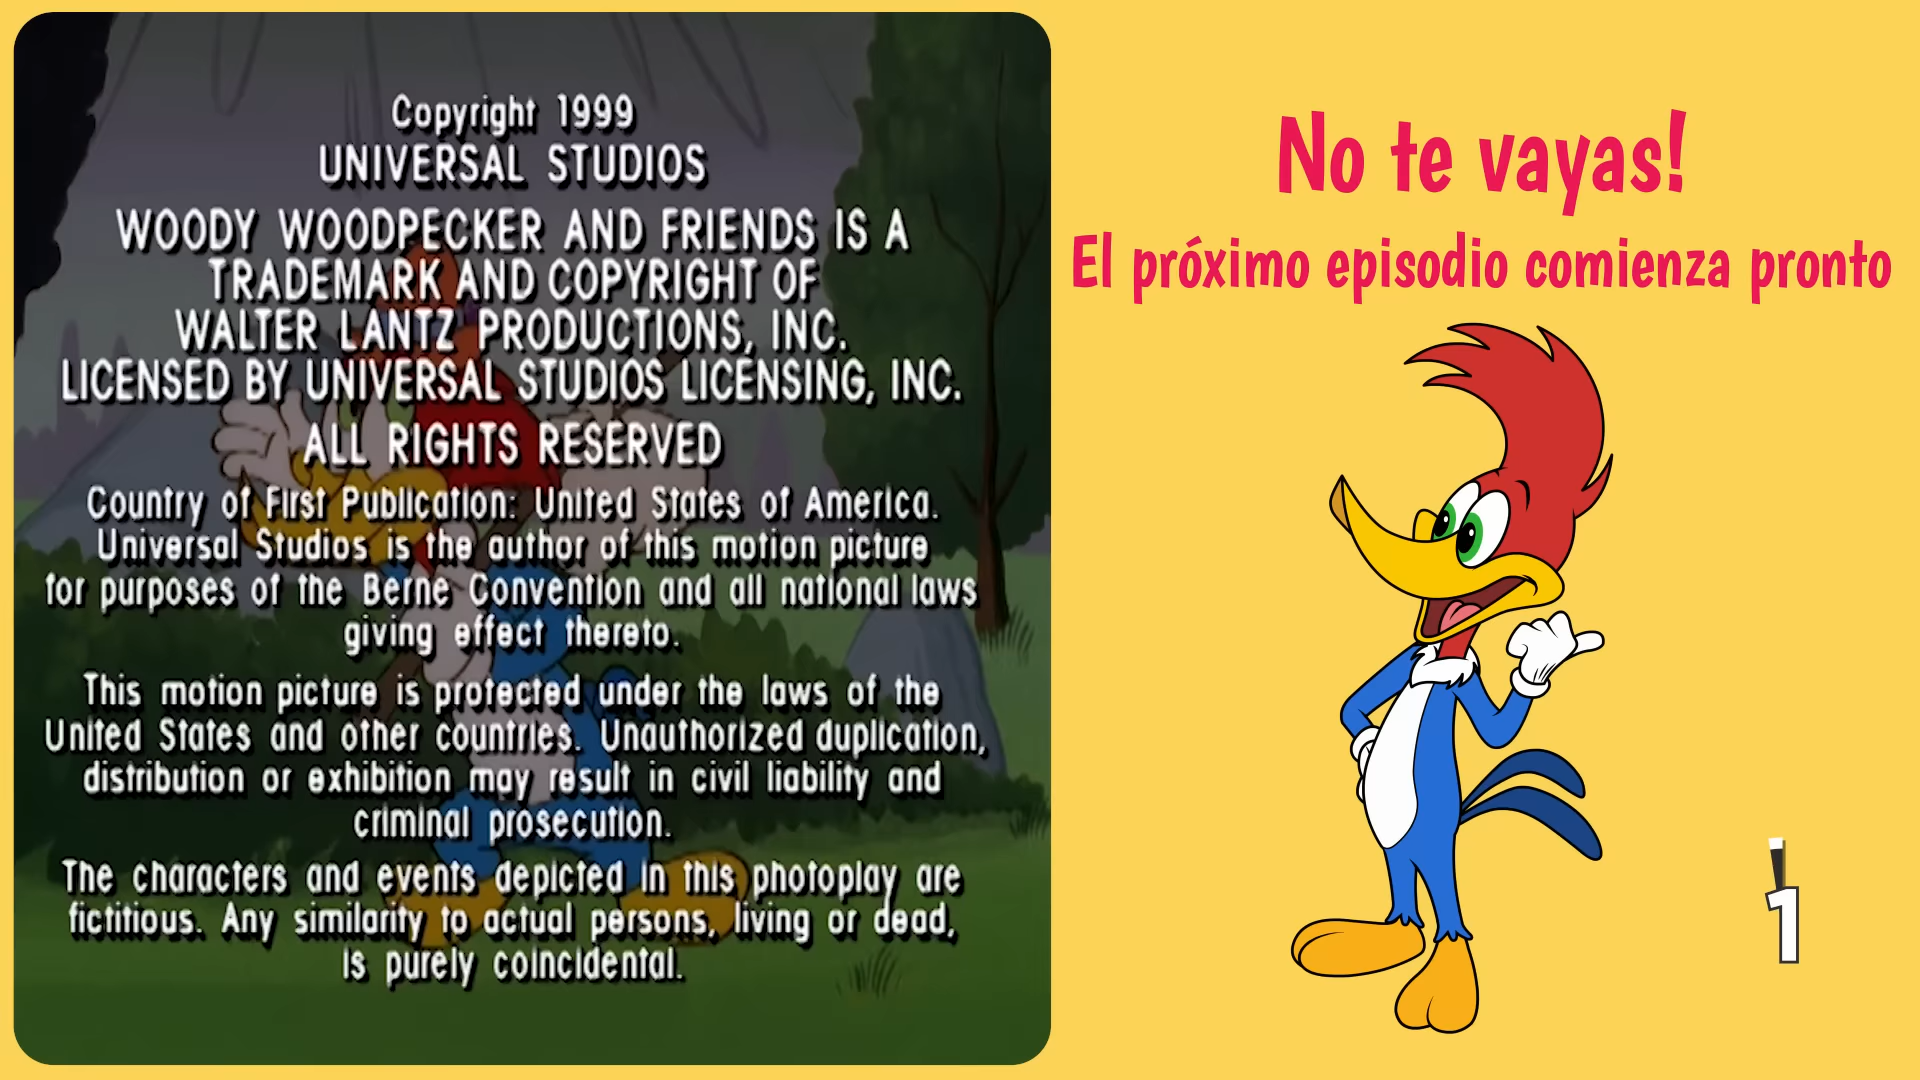 Copyright 1999
UNIVERSAL STUDIOS
WOODY WOODPECKER AND FRIENDS IS A
TRADEMARK AND COPYRIGHT OF
WALTER LANTZ PRODUCTIONS, INC.
LICENSED BY UNIVERSAL STUDIOS LICENSING, INC.
ALL RIGHTS RESERVED
Country of First Publication: United States of America.
Universal Studios is the author of this motion picture
for purposes of the Berne Convention and all national laws
giving effect thereto.
This motion picture is protected under the laws of the
United States and other countries. Unauthorized duplication,
distribution or exhibition may result in civil liability and
criminal prosecution.
The characters and events depicted in this photoplay are
fictitious. Any similarity to actual persons, living or dead,
is purely coincidental.
No te vayas!
El próximo episodio comienza pronto
1